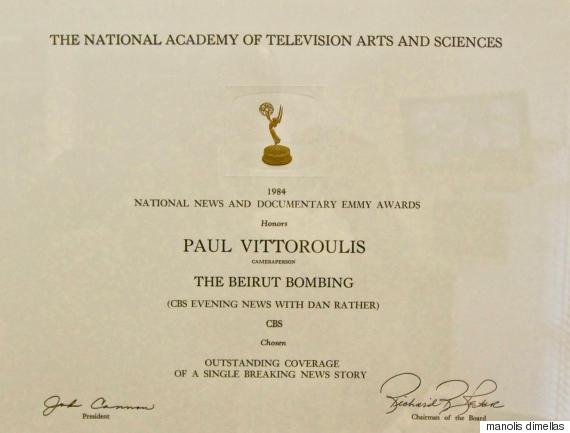 THE NATIONAL ACADEMY OF TELEVISION ARTS AND SCIENCES
1984
NATIONAL NEWS AND DOCUMENTARY EMMY AWARDS
Honors
PAUL VITTOROULIS
CAMERAPERSON
THE BEIRUT BOMBING
(CBS EVENING NEWS WITH DAN RATHER)
CBS
Chosen
OUTSTANDING COVERAGE
OF A SINGLE BREAKING NEWS STORY
John Cannon
President
Chairman of the Board
manolis dimellas